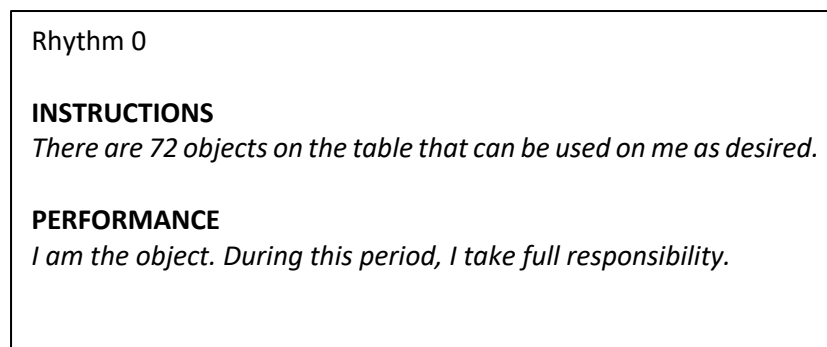 Rhythm 0
INSTRUCTIONS
There are 72 objects on the table that can be used on me as desired.
PERFORMANCE
I am the object. During this period, I take full responsibility.